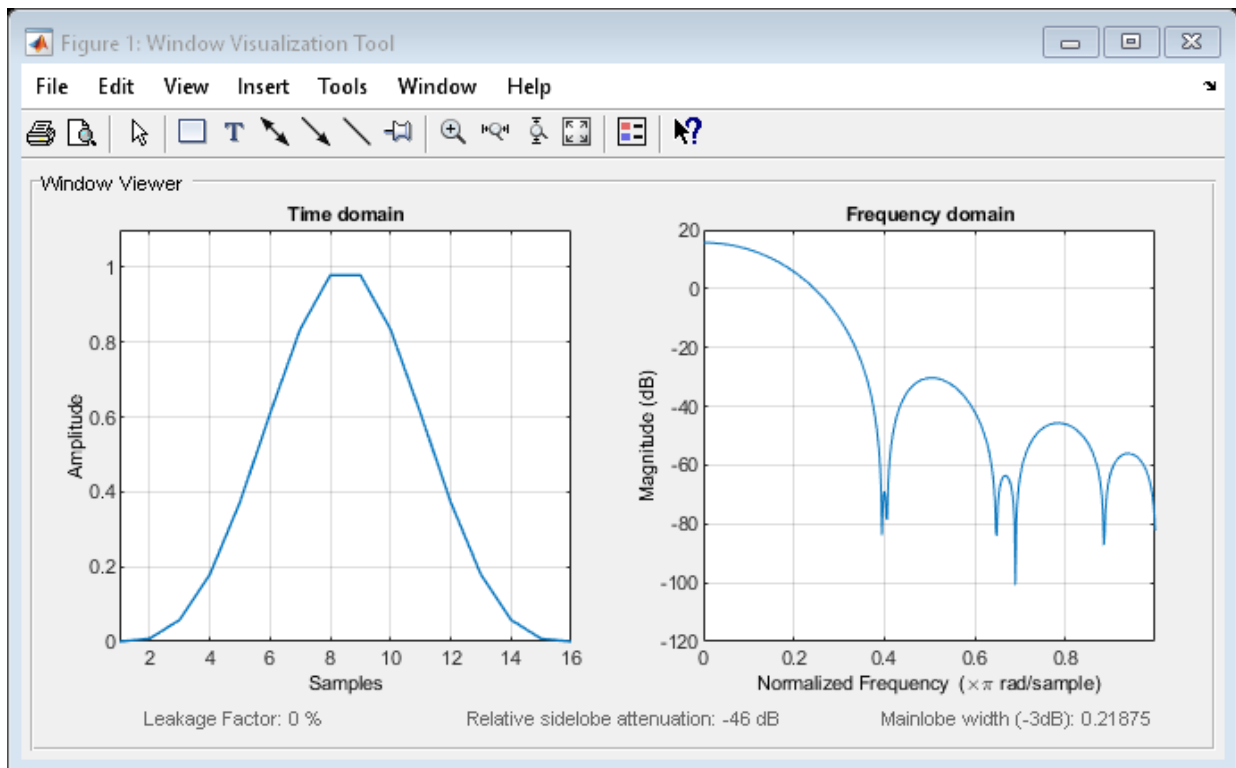 Figure 1: Window Visualization Tool
File Edit View Insert Tools Window Help
T
?
Window Viewer
Time domain
1
0.8
0.6
0.4
0.2
0
2 4 6 8 10 12 14 16
Amplitude
Samples
Frequency domain
20
0
-20
-40
-60
-80
-100
-120
0 0.2 0.4 0.6 0.8
Magnitude (dB)
Normalized Frequency (×π rad/sample)
Leakage Factor: 0 % Relative sidelobe attenuation: -46 dB Mainlobe width (-3dB): 0.21875